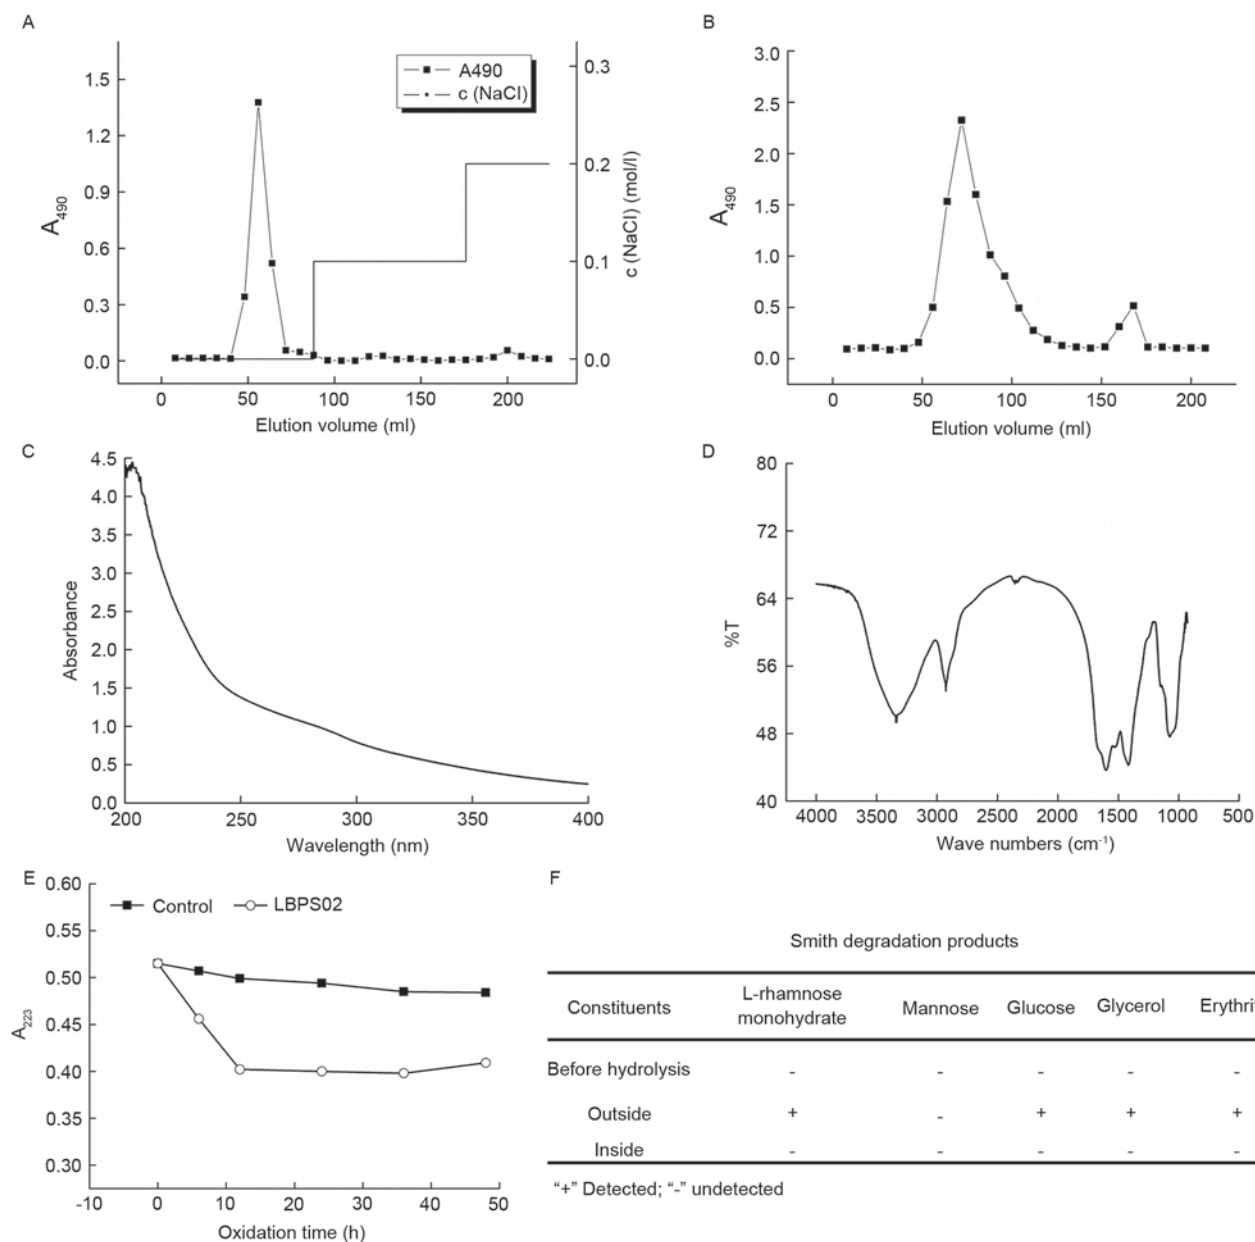 A
A490
c (NaCl)
1.5
1.2
0.9
0.6
0.3
0.0
A490
0.3
0.2
0.1
0.0
c (NaCl) (mol/l)
0 50 100 150 200
Elution volume (ml)
B
3.0
2.5
2.0
1.5
1.0
0.5
0.0
A490
0 50 100 150 200
Elution volume (ml)
C
4.5
4.0
3.5
3.0
2.5
2.0
1.5
1.0
0.5
0.0
Absorbance
200 250 300 350 400
Wavelength (nm)
D
80
72
64
56
48
40
%T
4000 3500 3000 2500 2000 1500 1000 500
Wave numbers (cm⁻¹)
E
Control LBPS02
0.60
0.55
0.50
0.45
0.40
0.35
0.30
A223
-10 0 10 20 30 40 50
Oxidation time (h)
F
Smith degradation products
Constituents L-rhamnose monohydrate Mannose Glucose Glycerol Erythrit
Before hydrolysis - - - - -
Outside + - + + +
Inside - - - - -
“+” Detected; “-” undetected